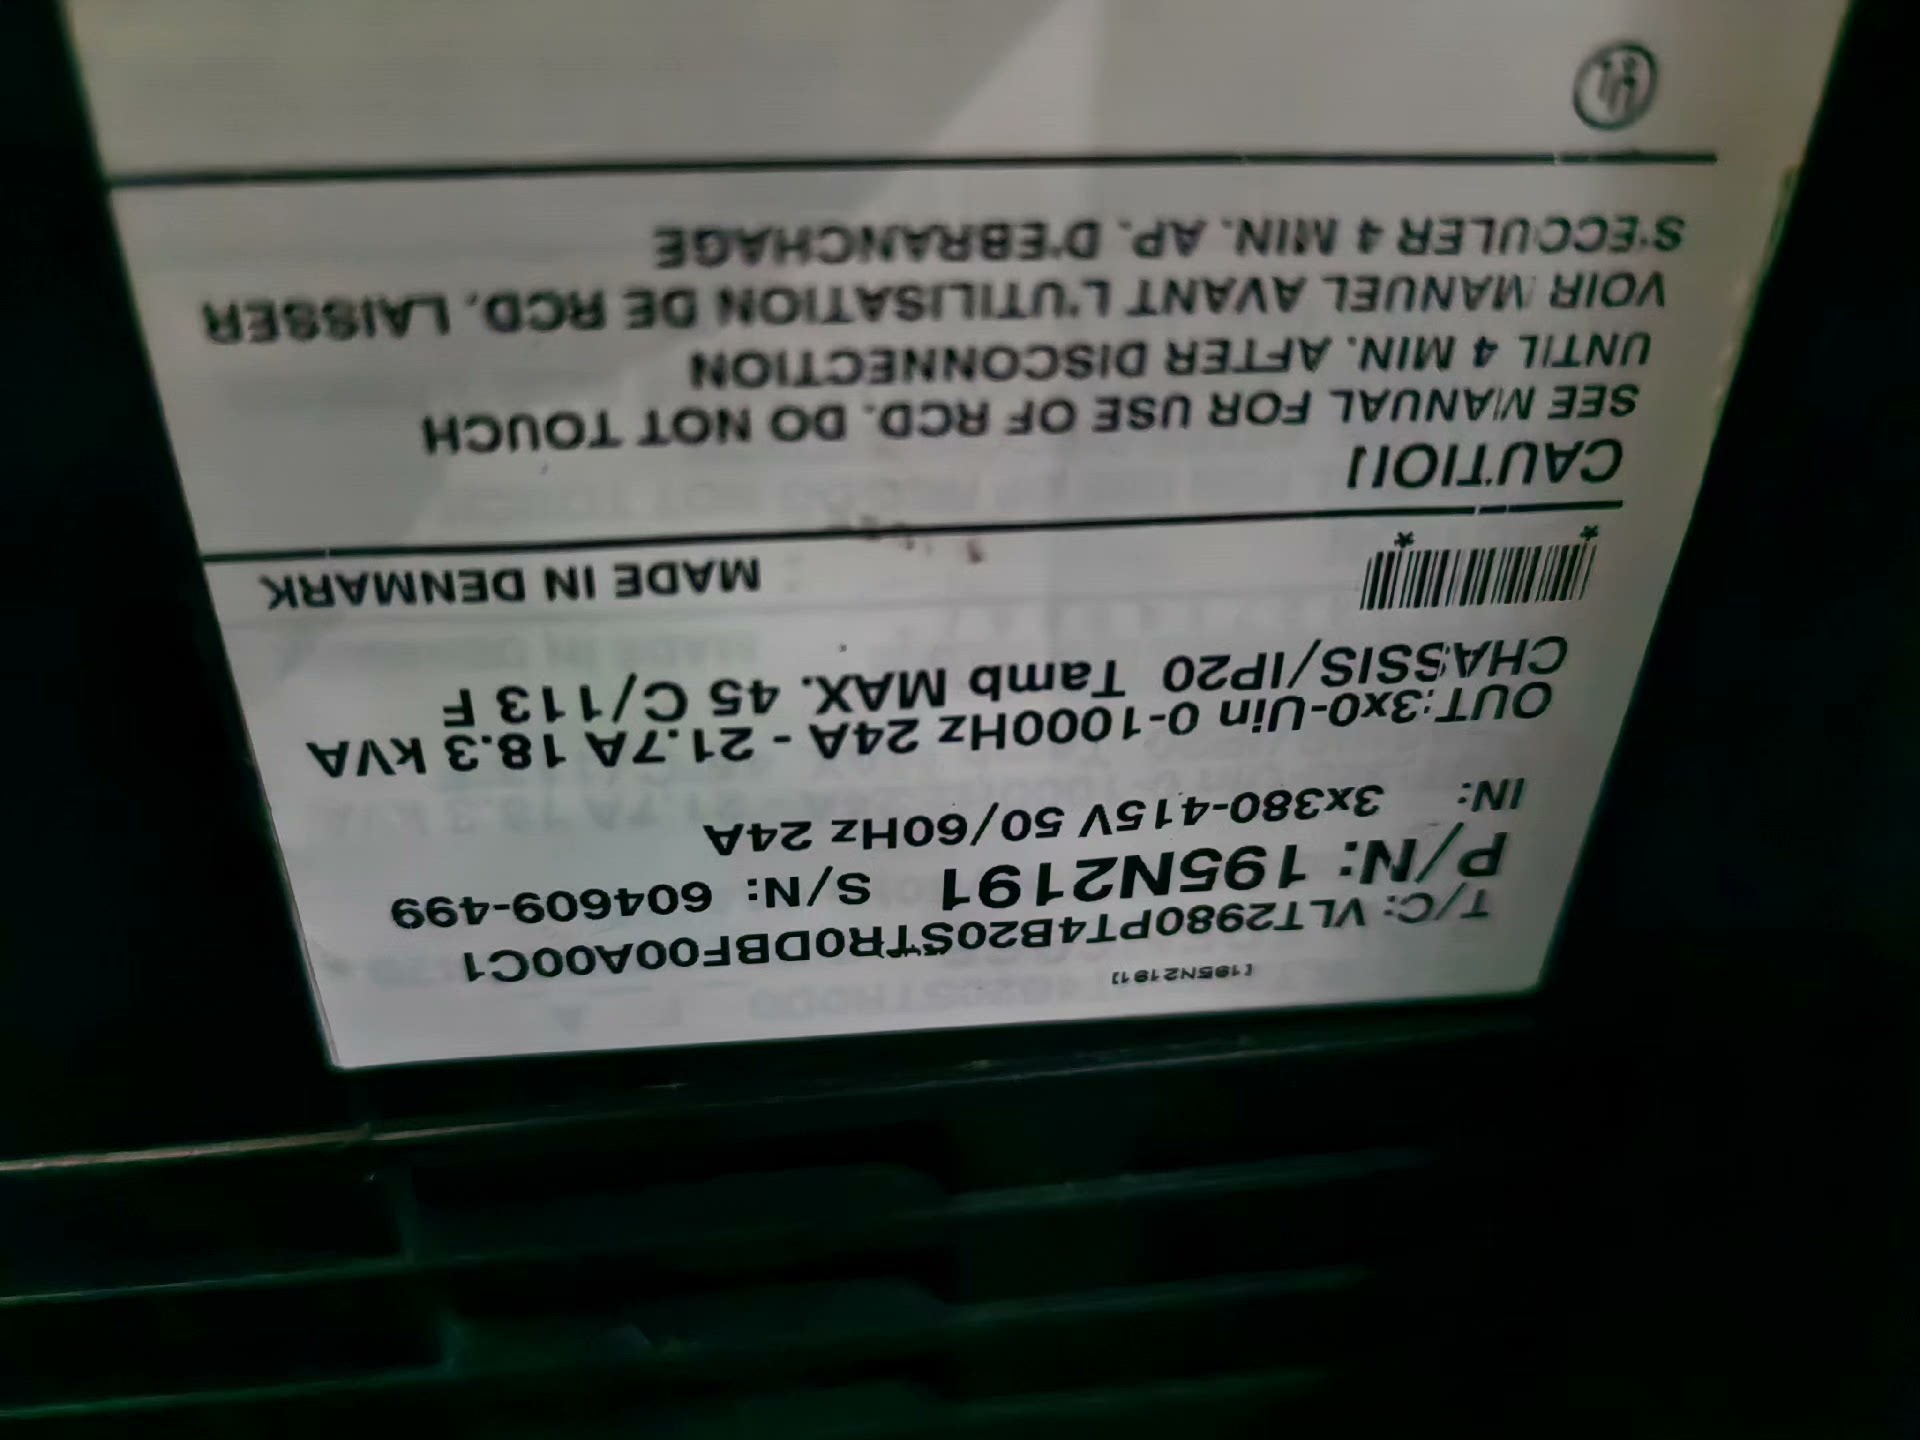 [195N2191]
T/C: VLT2980PT4B20STR0DBF00A00C1
P/N: 195N2191 S/N: 604609-499
IN: 3x380-415V 50/60Hz 24A
OUT:3x0-Uin 0-1000Hz 24A - 21.7A 18.3 kVA
CHASSIS/IP20 Tamb MAX. 45 C/113 F
* *
MADE IN DENMARK
CAUTION
SEE MANUAL FOR USE OF RCD. DO NOT TOUCH
UNTIL 4 MIN. AFTER DISCONNECTION
VOIR MANUEL AVANT L'UTILISATION DE RCD. LAISSER
S'ECCULER 4 MIN. AP. D'EBRANCHAGE